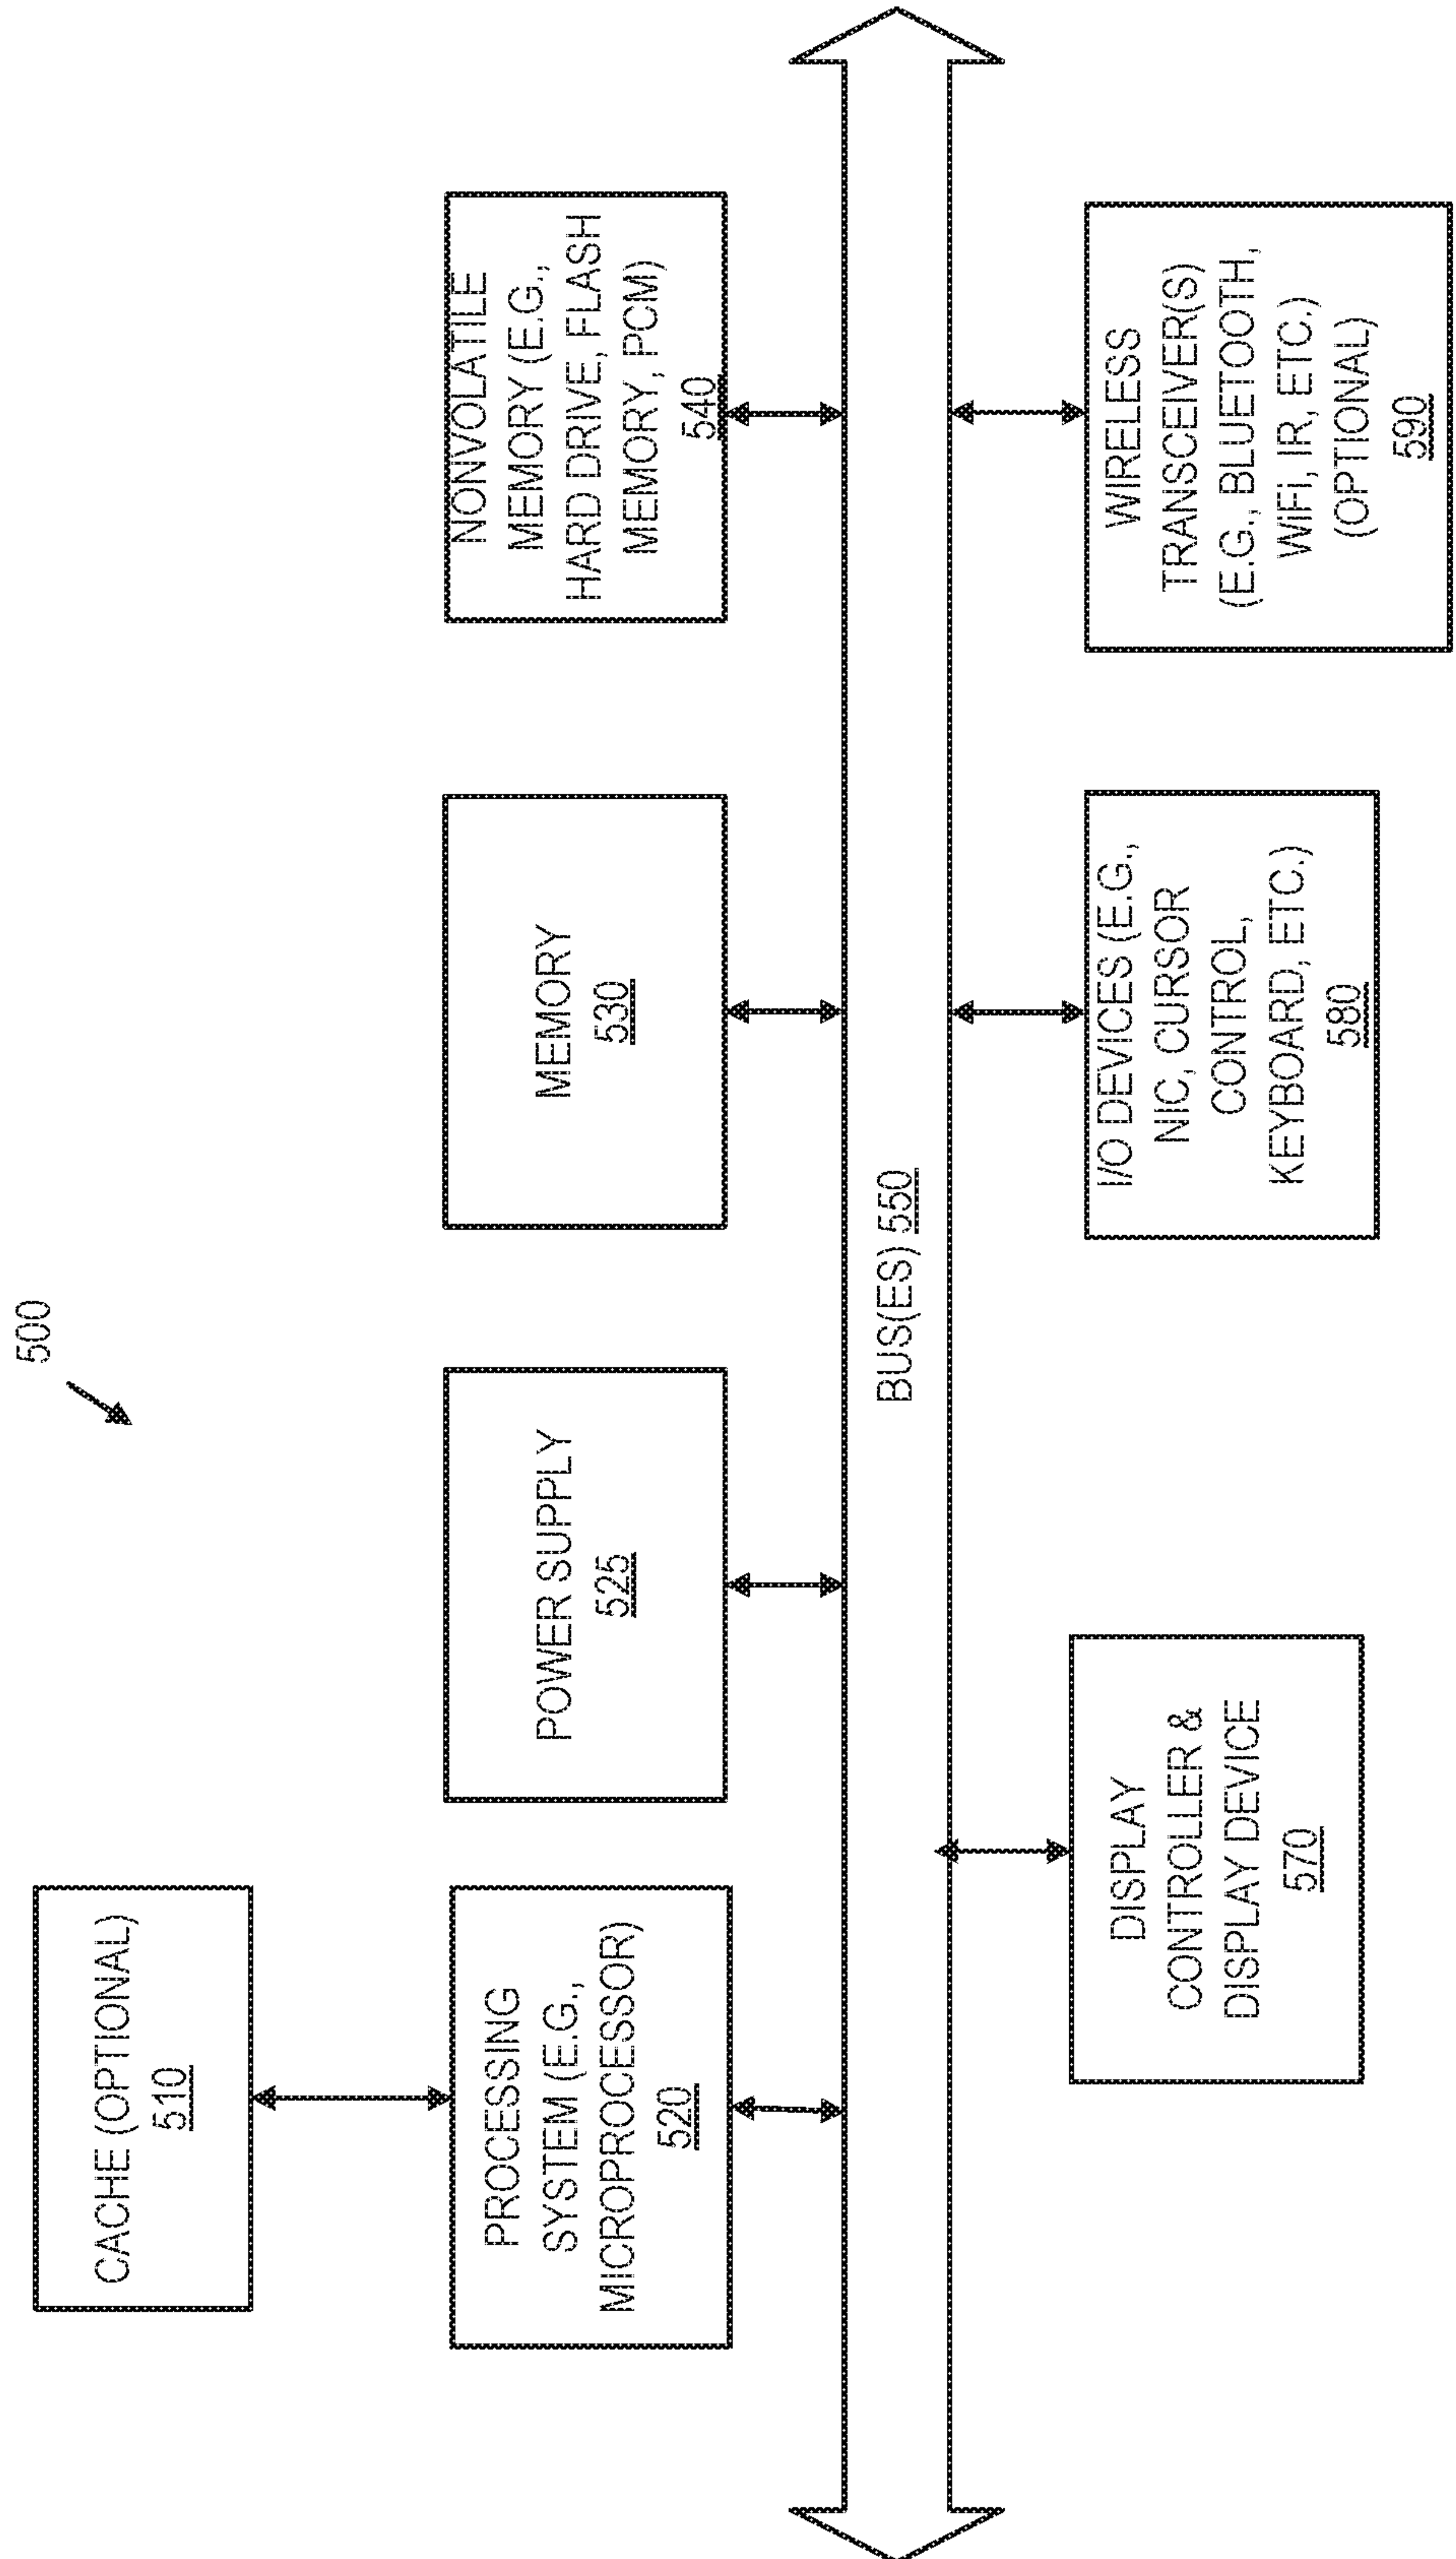 500
CACHE (OPTIONAL)
510
PROCESSING
SYSTEM (E.G.,
MICROPROCESSOR)
520
POWER SUPPLY
525
MEMORY
530
NONVOLATILE
MEMORY (E.G.,
HARD DRIVE, FLASH
MEMORY, PCM)
540
BUS(ES) 550
DISPLAY
CONTROLLER &
DISPLAY DEVICE
570
I/O DEVICES (E.G.,
NIC, CURSOR
CONTROL,
KEYBOARD, ETC.)
580
WIRELESS
TRANSCEIVER(S)
(E.G., BLUETOOTH,
WiFi, IR, ETC.)
(OPTIONAL)
590